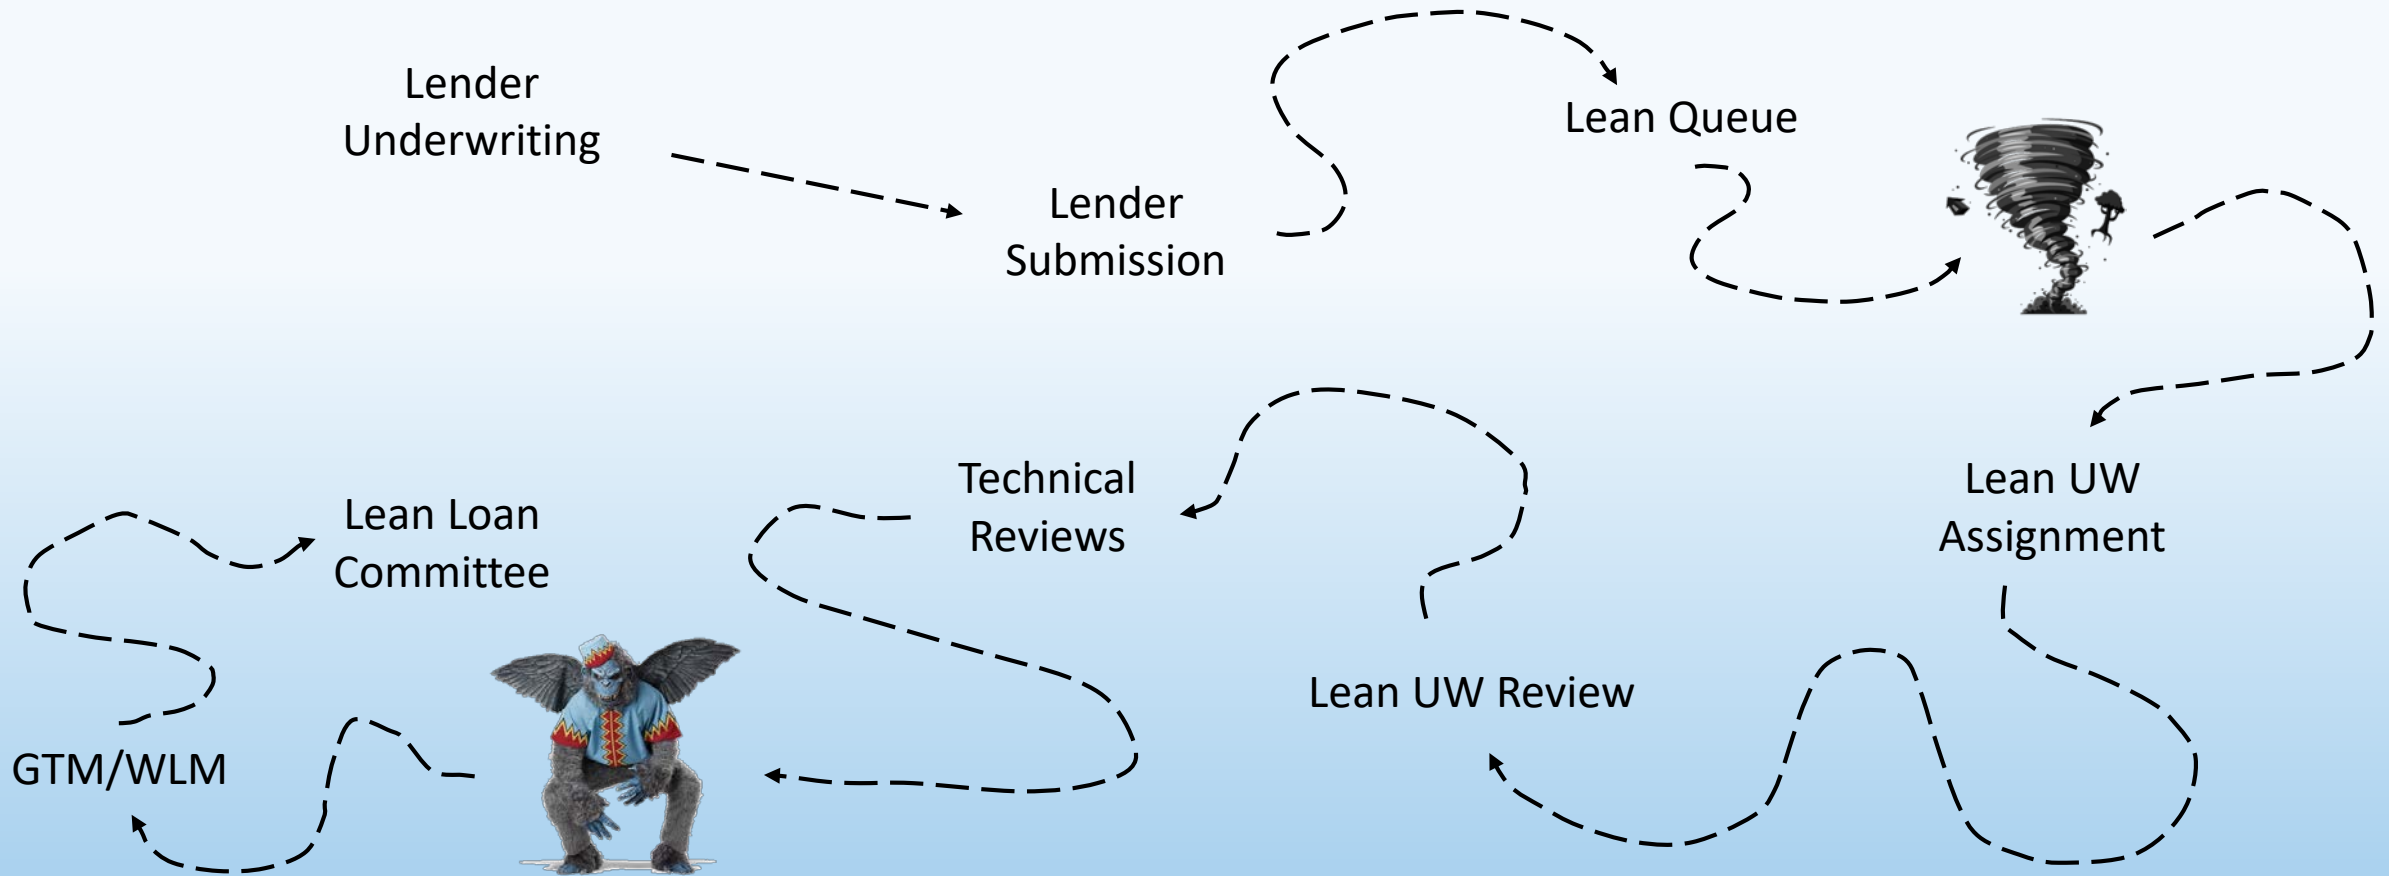 Lender
Underwriting
Lender
Submission
Lean Queue
Lean UW
Assignment
Lean UW Review
Technical
Reviews
GTM/WLM
Lean Loan
Committee